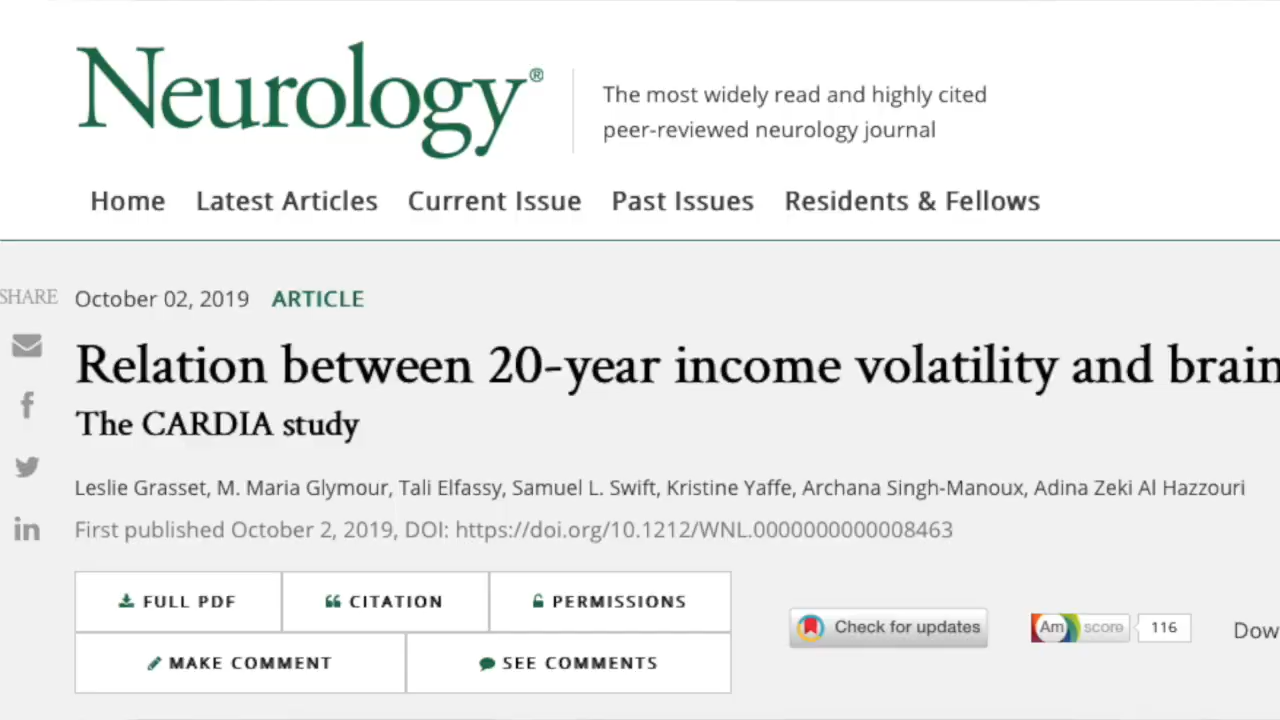 Neurology®
The most widely read and highly cited
peer-reviewed neurology journal
Home Latest Articles Current Issue Past Issues Residents & Fellows
SHARE October 02, 2019 ARTICLE
Relation between 20-year income volatility and brain
The CARDIA study
Leslie Grasset, M. Maria Glymour, Tali Elfassy, Samuel L. Swift, Kristine Yaffe, Archana Singh-Manoux, Adina Zeki Al Hazzouri
First published October 2, 2019, DOI: https://doi.org/10.1212/WNL.0000000000008463
FULL PDF CITATION PERMISSIONS
Check for updates Am score 116
MAKE COMMENT SEE COMMENTS